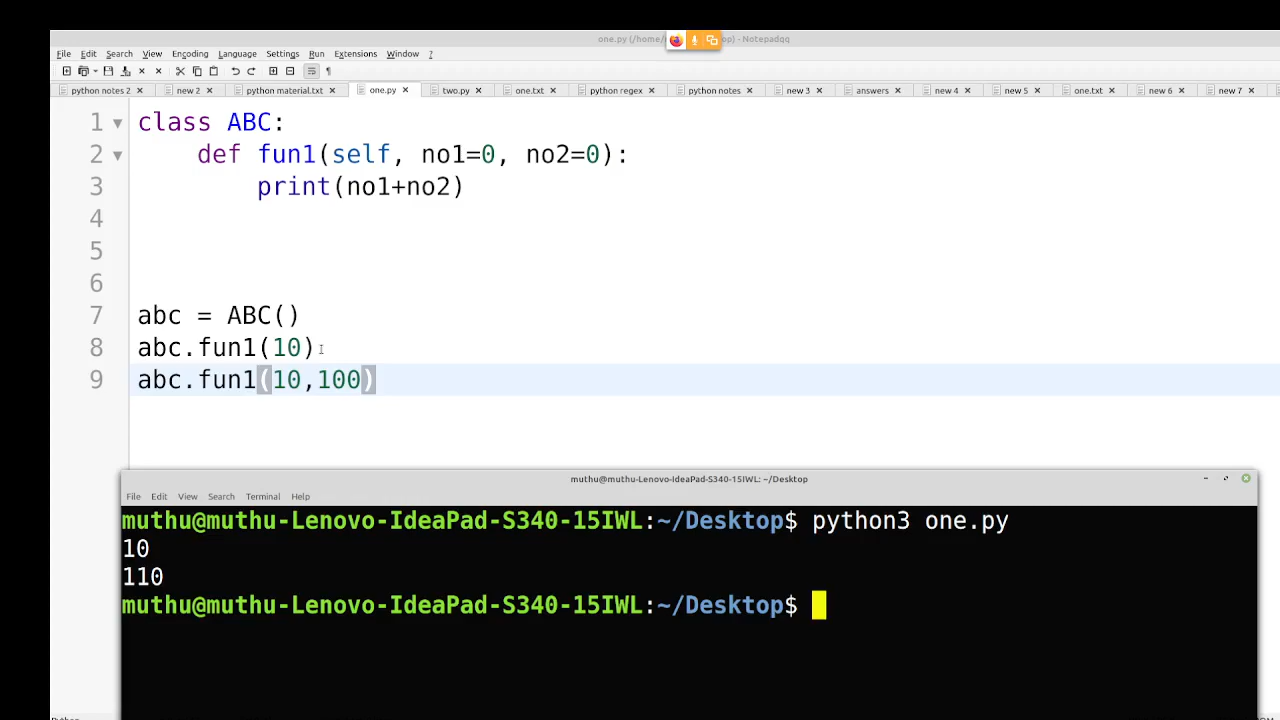 one.py (/home/ op) - Notepadqq
File Edit Search View Encoding Language Settings Run Extensions Window ?
python notes 2 new 2 python material.txt one.py two.py one.txt python regex python notes new 3 answers new 4 new 5 one.txt new 6 new 7
1 class ABC:
2 def fun1(self, no1=0, no2=0):
3 print(no1+no2)
4
5
6
7 abc = ABC()
8 abc.fun1(10)
9 abc.fun1(10,100)
muthu@muthu-Lenovo-IdeaPad-S340-15IWL: ~/Desktop
File Edit View Search Terminal Help
muthu@muthu-Lenovo-IdeaPad-S340-15IWL:~/Desktop$ python3 one.py
10
110
muthu@muthu-Lenovo-IdeaPad-S340-15IWL:~/Desktop$